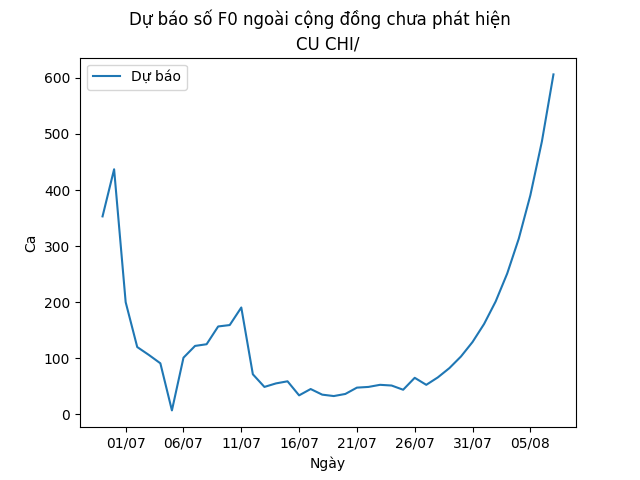 Dự báo số F0 ngoài cộng đồng chưa phát hiện
CU CHI/
Dự báo
600
500
400
300
200
100
0
Ca
01/07 06/07 11/07 16/07 21/07 26/07 31/07 05/08
Ngày